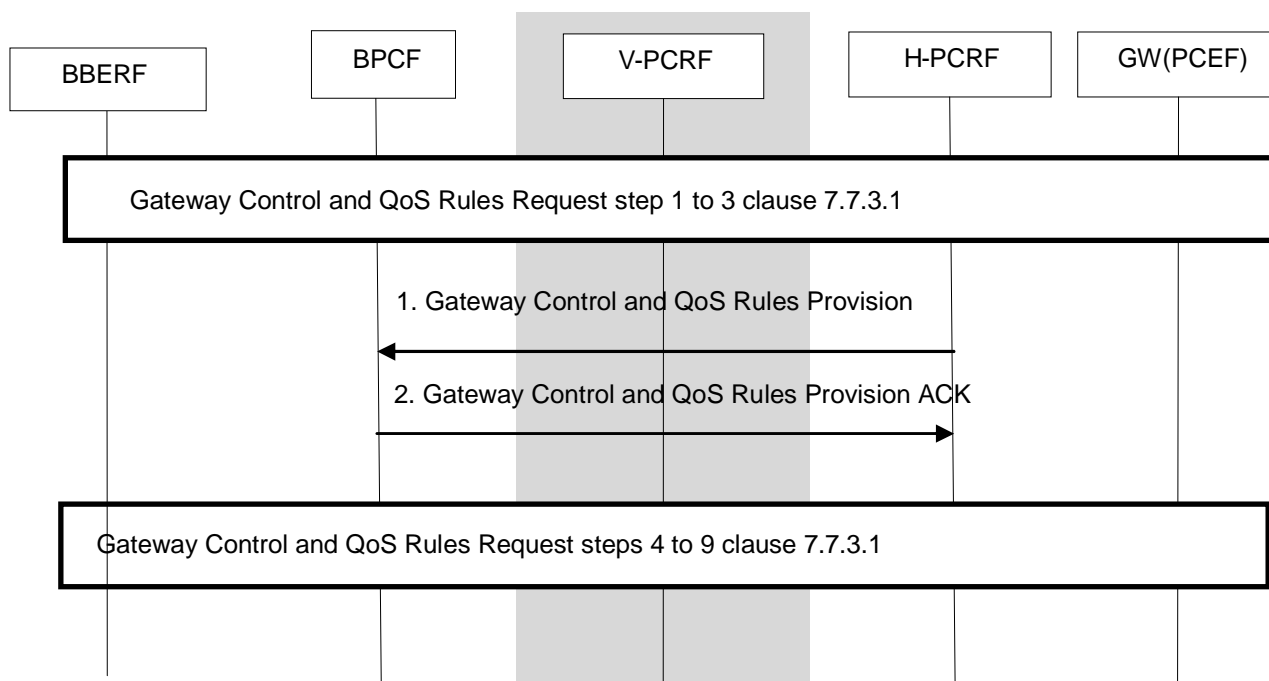 BBERF
BPCF
V-PCRF
H-PCRF
GW(PCEF)
Gateway Control and QoS Rules Request step 1 to 3 clause 7.7.3.1
1. Gateway Control and QoS Rules Provision
2. Gateway Control and QoS Rules Provision ACK
Gateway Control and QoS Rules Request steps 4 to 9 clause 7.7.3.1